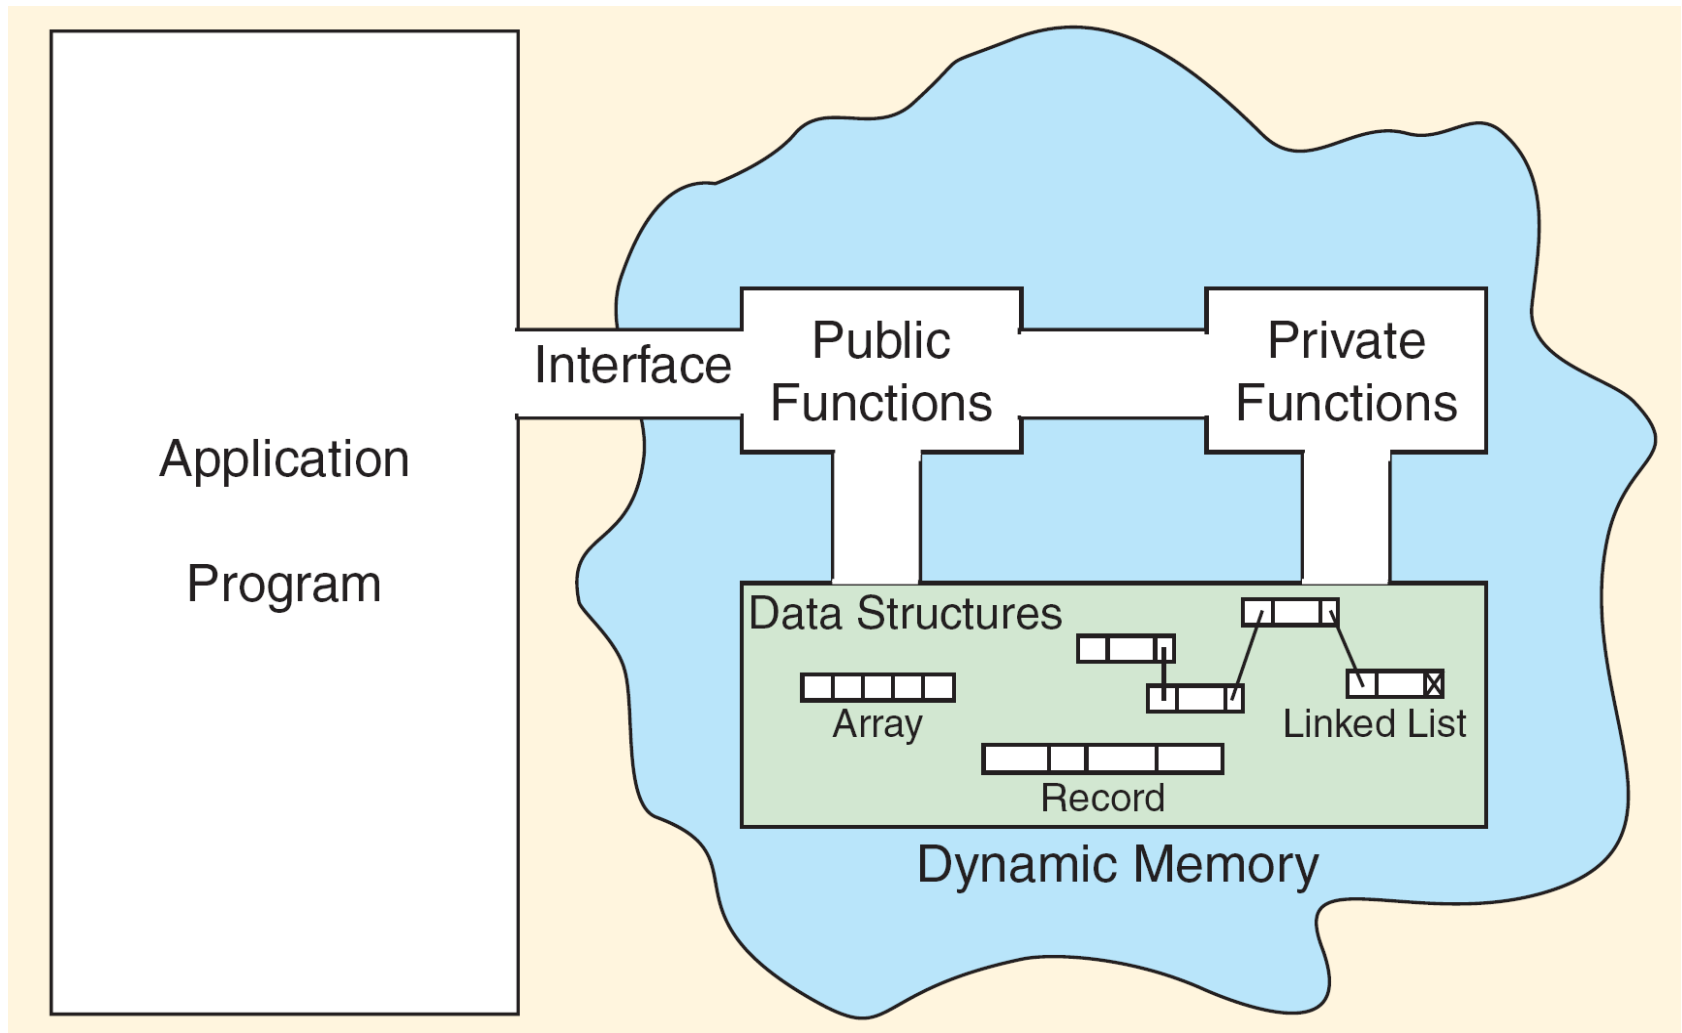 Application
Program
Interface
Public
Functions
Private
Functions
Data Structures
Array
Linked List
Record
Dynamic Memory